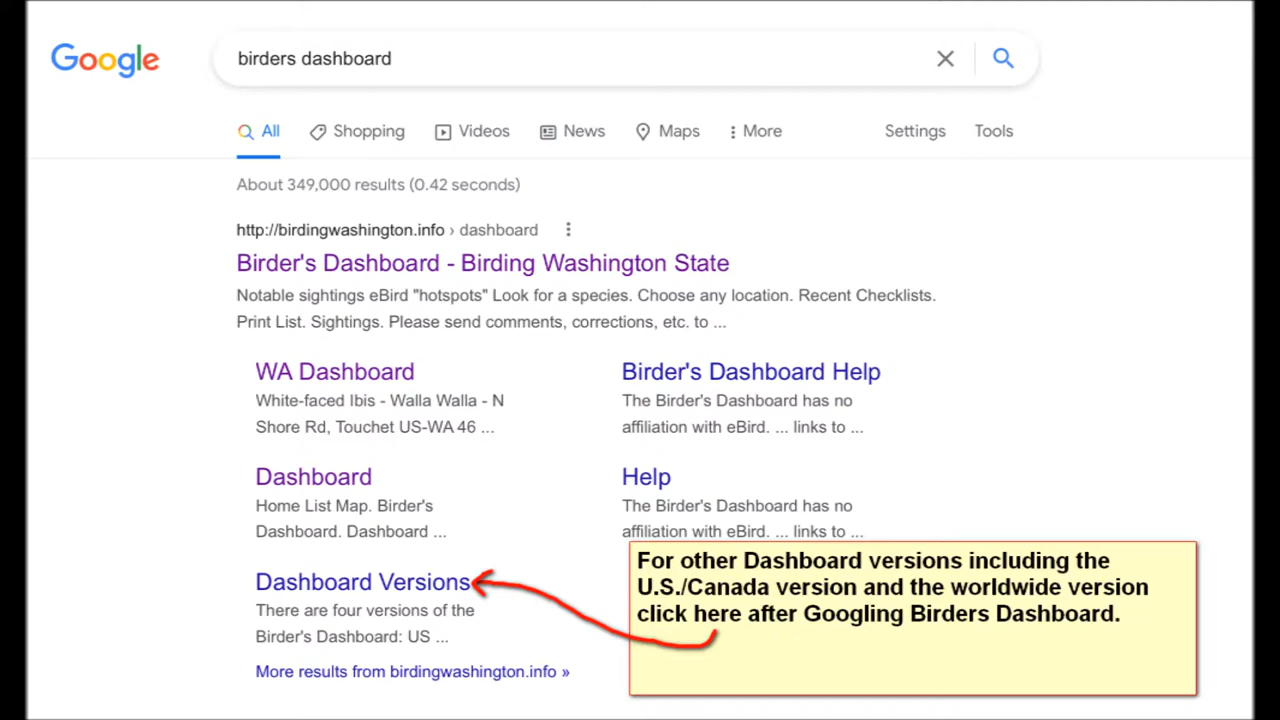 Google
birders dashboard
All Shopping Videos News Maps More Settings Tools
About 349,000 results (0.42 seconds)
http://birdingwashington.info › dashboard
Birder's Dashboard - Birding Washington State
Notable sightings eBird "hotspots" Look for a species. Choose any location. Recent Checklists.
Print List. Sightings. Please send comments, corrections, etc. to ...
WA Dashboard
White-faced Ibis - Walla Walla - N
Shore Rd, Touchet US-WA 46 ...
Birder's Dashboard Help
The Birder's Dashboard has no
affiliation with eBird. ... links to ...
Dashboard
Home List Map. Birder's
Dashboard. Dashboard ...
Help
The Birder's Dashboard has no
affiliation with eBird. ... links to ...
Dashboard Versions
There are four versions of the
Birder's Dashboard: US ...
More results from birdingwashington.info »
For other Dashboard versions including the
U.S./Canada version and the worldwide version
click here after Googling Birders Dashboard.